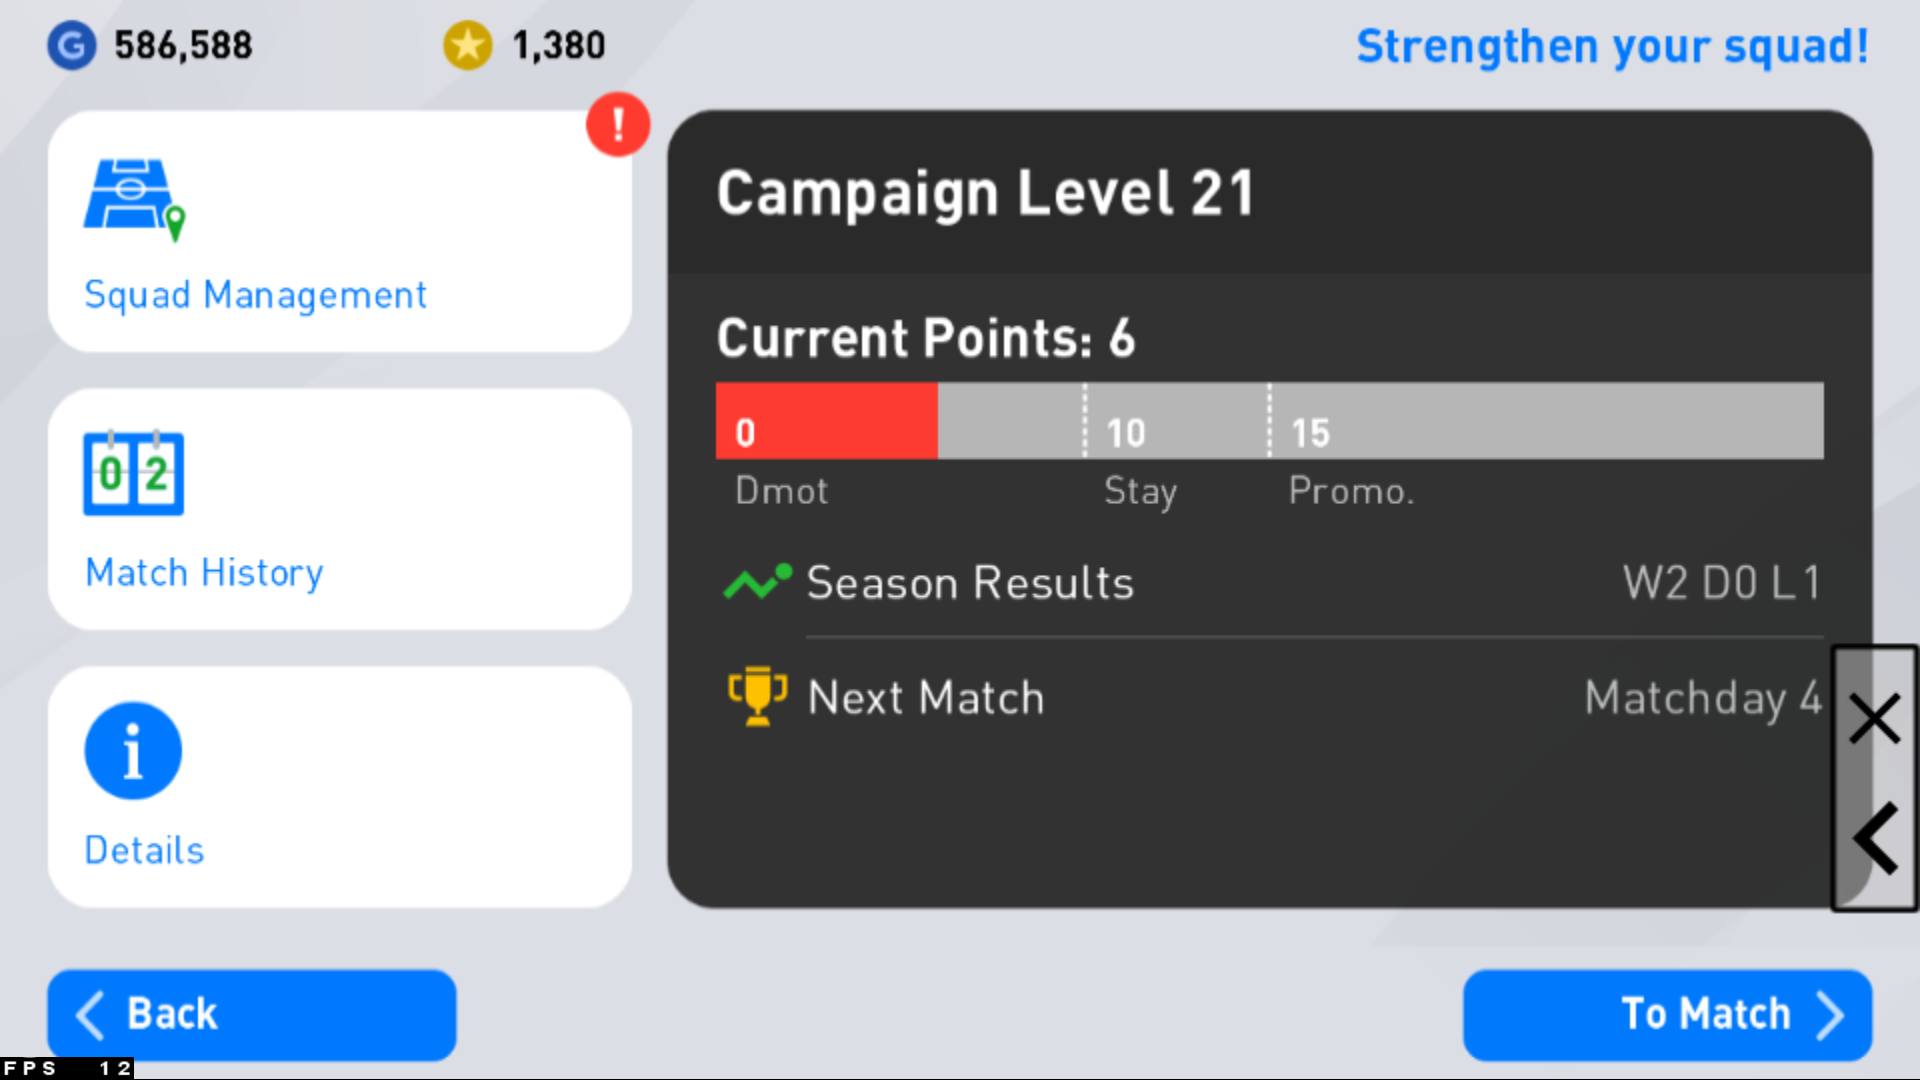 G 586,588
1,380
Strengthen your squad!
!
Squad Management
0 2
Match History
i
Details
Campaign Level 21
Current Points: 6
0 10 15
Dmot Stay Promo.
Season Results W2 D0 L1
Next Match Matchday 4
Back
To Match
FPS 12